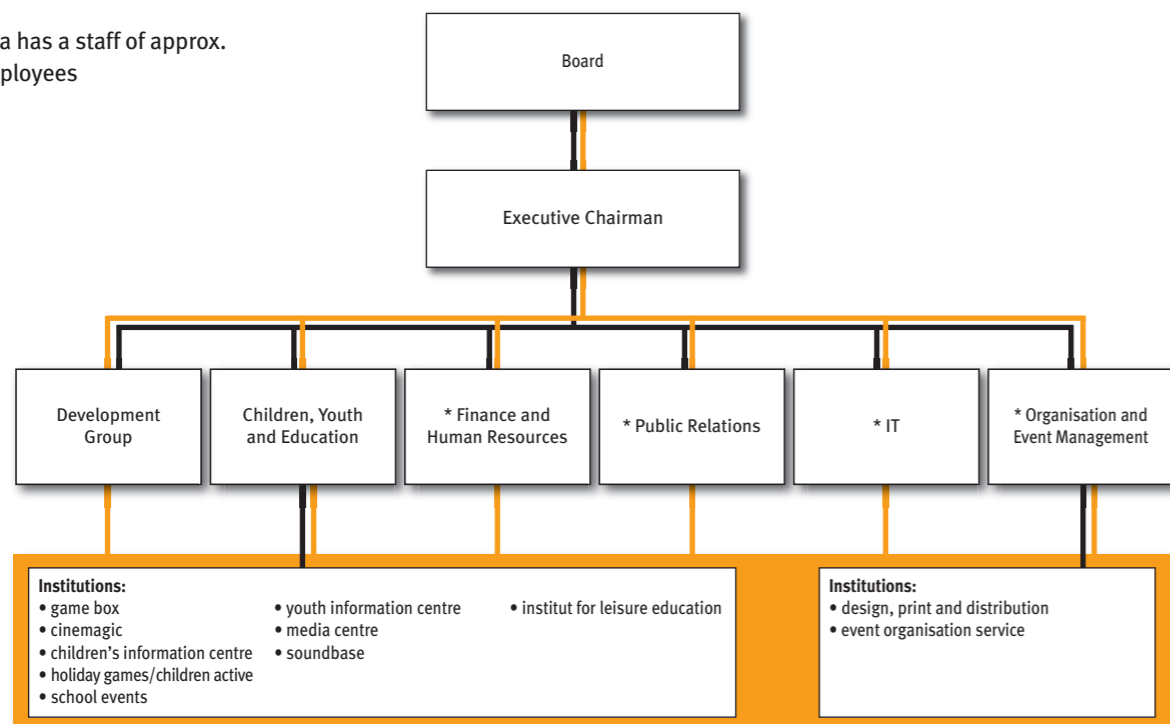 a has a staff of approx.
ployees
Board
Executive Chairman
Development
Group
Children, Youth
and Education
* Finance and
Human Resources
* Public Relations
* IT
* Organisation and
Event Management
Institutions:
• game box
• cinemagic
• children’s information centre
• holiday games/children active
• school events
• youth information centre
• media centre
• soundbase
• institut for leisure education
Institutions:
• design, print and distribution
• event organisation service